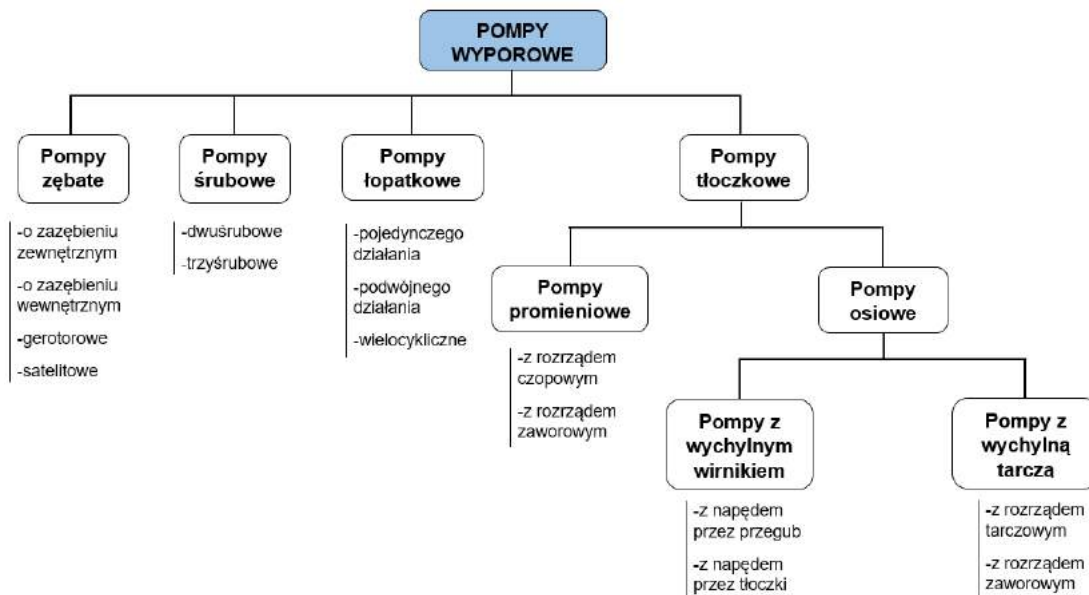 POMPY
WYPOROWE
Pompy
zębate
-o zazębieniu
zewnętrznym
-o zazębieniu
wewnętrznym
-gerotorowe
-satelitowe
Pompy
śrubowe
-dwuśrubowe
-trzyśrubowe
Pompy
łopatkowe
-pojedynczego
działania
-podwójnego
działania
-wielocykliczne
Pompy
tłoczkowe
Pompy
promieniowe
-z rozrządem
czopowym
-z rozrządem
zaworowym
Pompy
osiowe
Pompy z
wychylnym
wirnikiem
-z napędem
przez przegub
-z napędem
przez tłoczki
Pompy z
wychylną
tarczą
-z rozrządem
tarczowym
-z rozrządem
zaworowym